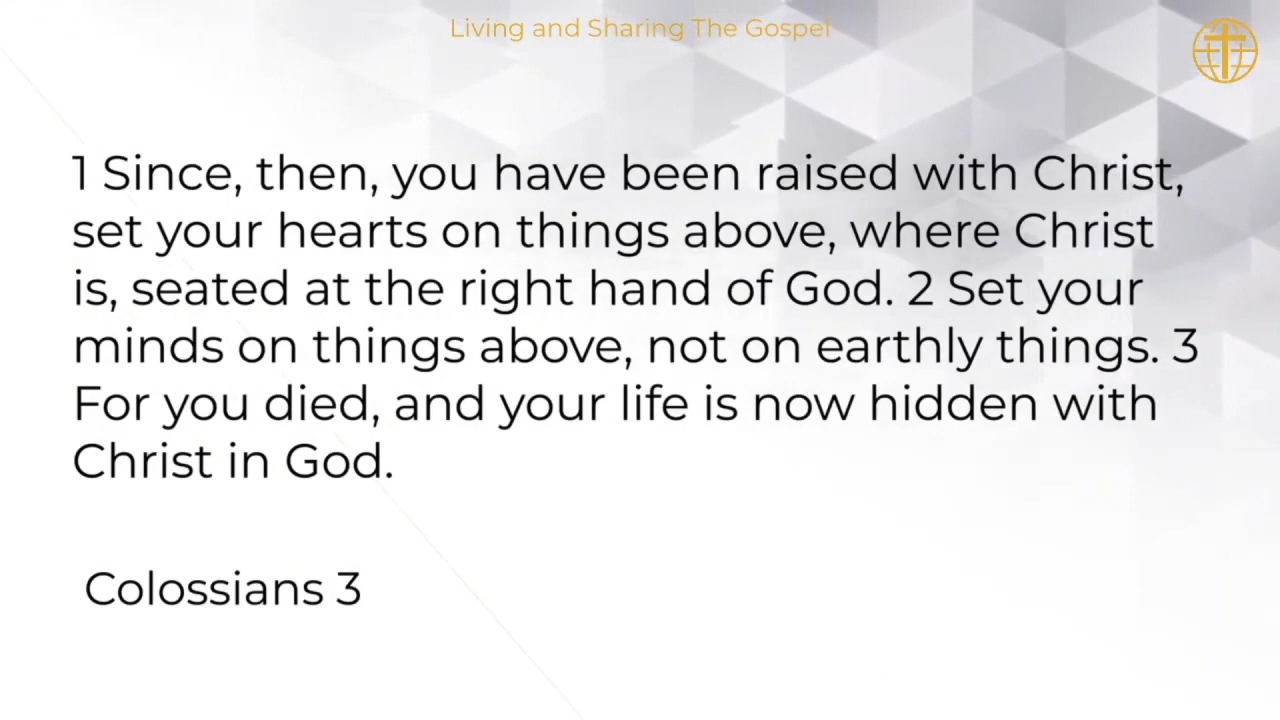 Living and Sharing The Gospel
1 Since, then, you have been raised with Christ,
set your hearts on things above, where Christ
is, seated at the right hand of God. 2 Set your
minds on things above, not on earthly things. 3
For you died, and your life is now hidden with
Christ in God.
Colossians 3